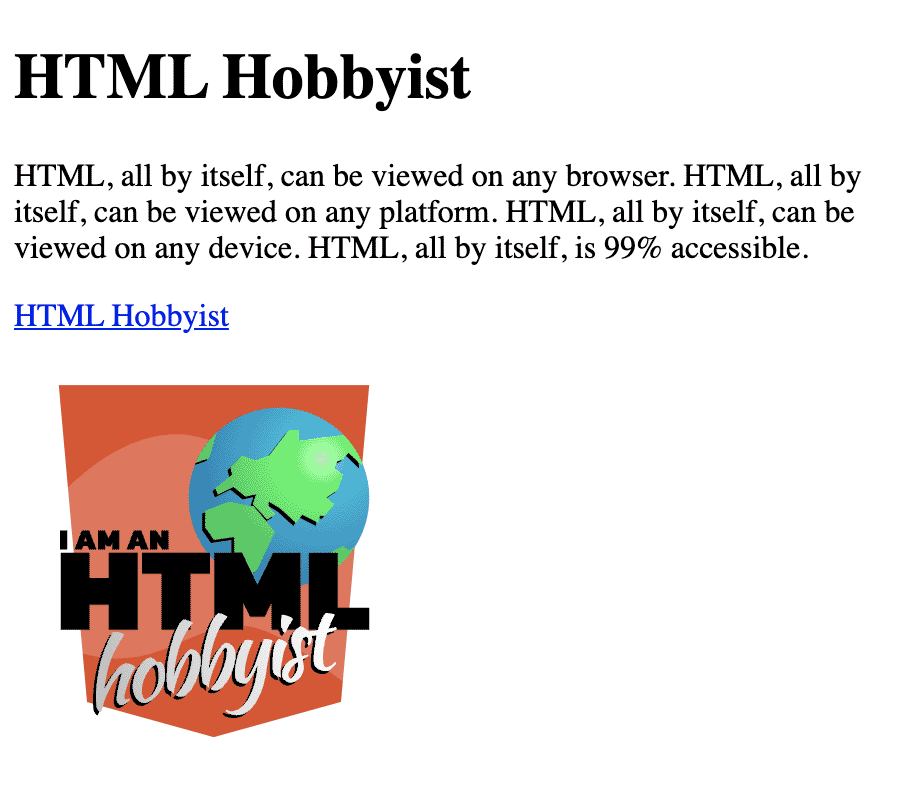 HTML Hobbyist
HTML, all by itself, can be viewed on any browser. HTML, all by
itself, can be viewed on any platform. HTML, all by itself, can be
viewed on any device. HTML, all by itself, is 99% accessible.
HTML Hobbyist
I AM AN
HTML
hobbyist